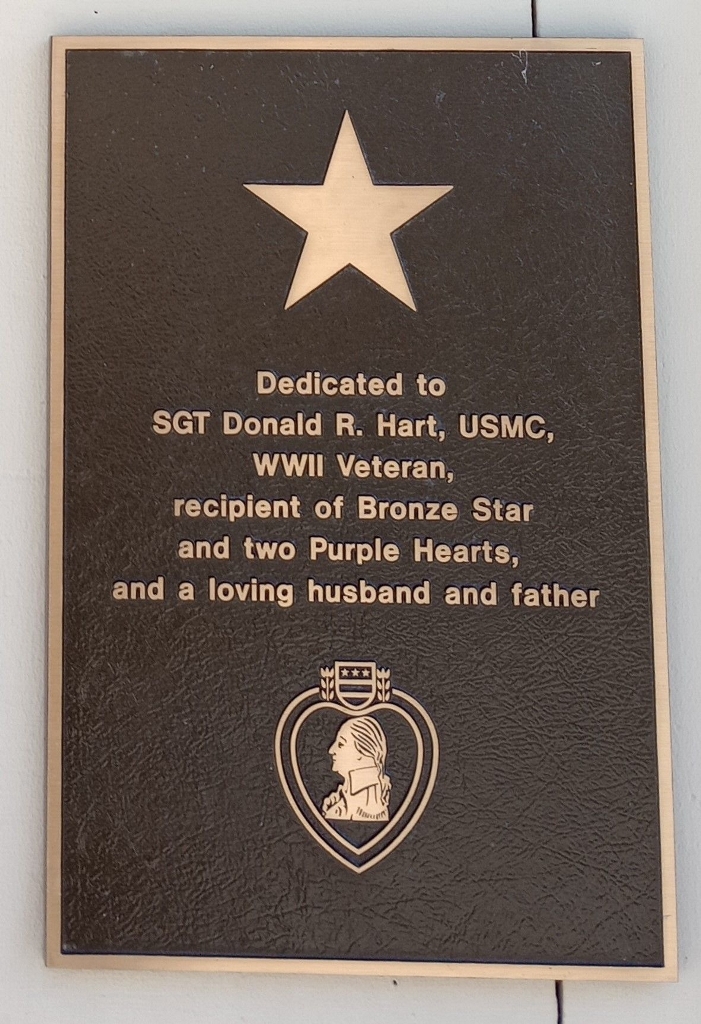 Dedicated to
SGT Donald R. Hart, USMC,
WWII Veteran,
recipient of Bronze Star
and two Purple Hearts,
and a loving husband and father